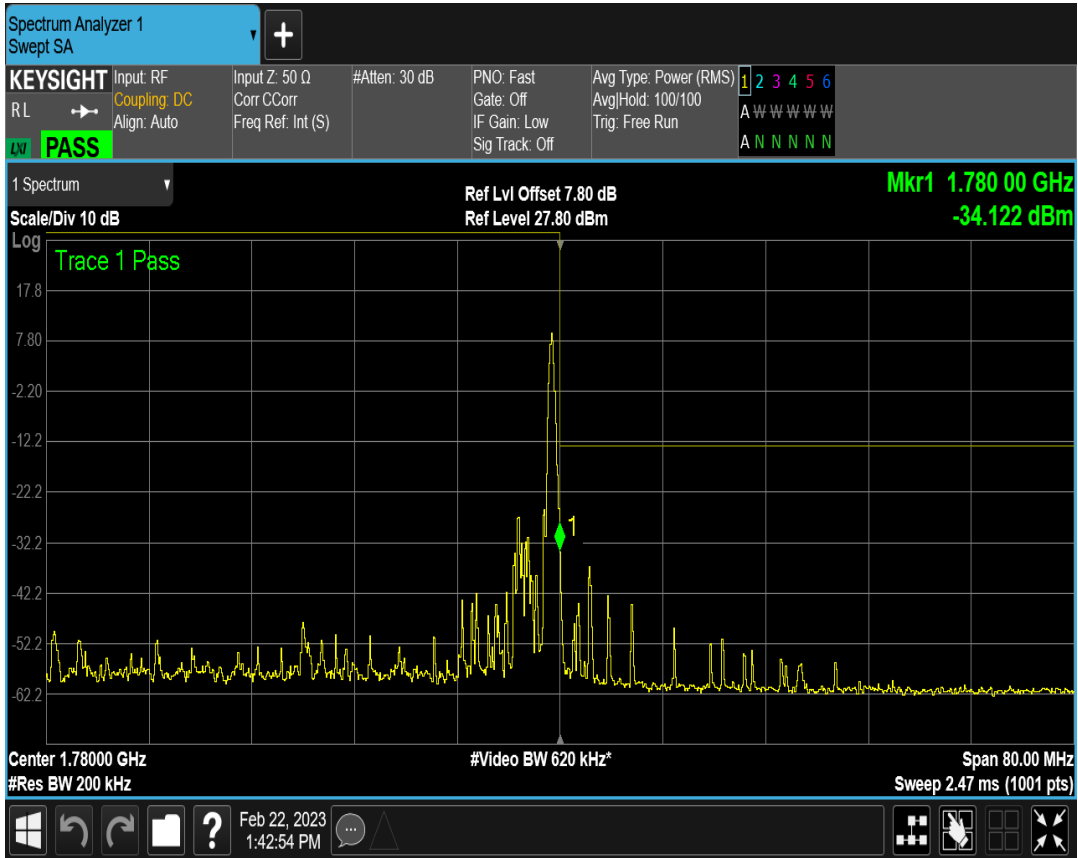 Spectrum Analyzer 1
Swept SA
+
KEYSIGHT
RL
LXI PASS
Input: RF
Coupling: DC
Align: Auto
Input Z: 50 Ω
Corr CCorr
Freq Ref: Int (S)
#Atten: 30 dB
PNO: Fast
Gate: Off
IF Gain: Low
Sig Track: Off
Avg Type: Power (RMS)
Avg|Hold: 100/100
Trig: Free Run
1 2 3 4 5 6
A W W W W W
A N N N N N
1 Spectrum
Scale/Div 10 dB
Ref Lvl Offset 7.80 dB
Ref Level 27.80 dBm
Mkr1 1.780 00 GHz
-34.122 dBm
Log
Trace 1 Pass
17.8
7.80
-2.20
-12.2
-22.2
-32.2
-42.2
-52.2
-62.2
1
Center 1.78000 GHz
#Res BW 200 kHz
#Video BW 620 kHz*
Span 80.00 MHz
Sweep 2.47 ms (1001 pts)
?
Feb 22, 2023
1:42:54 PM